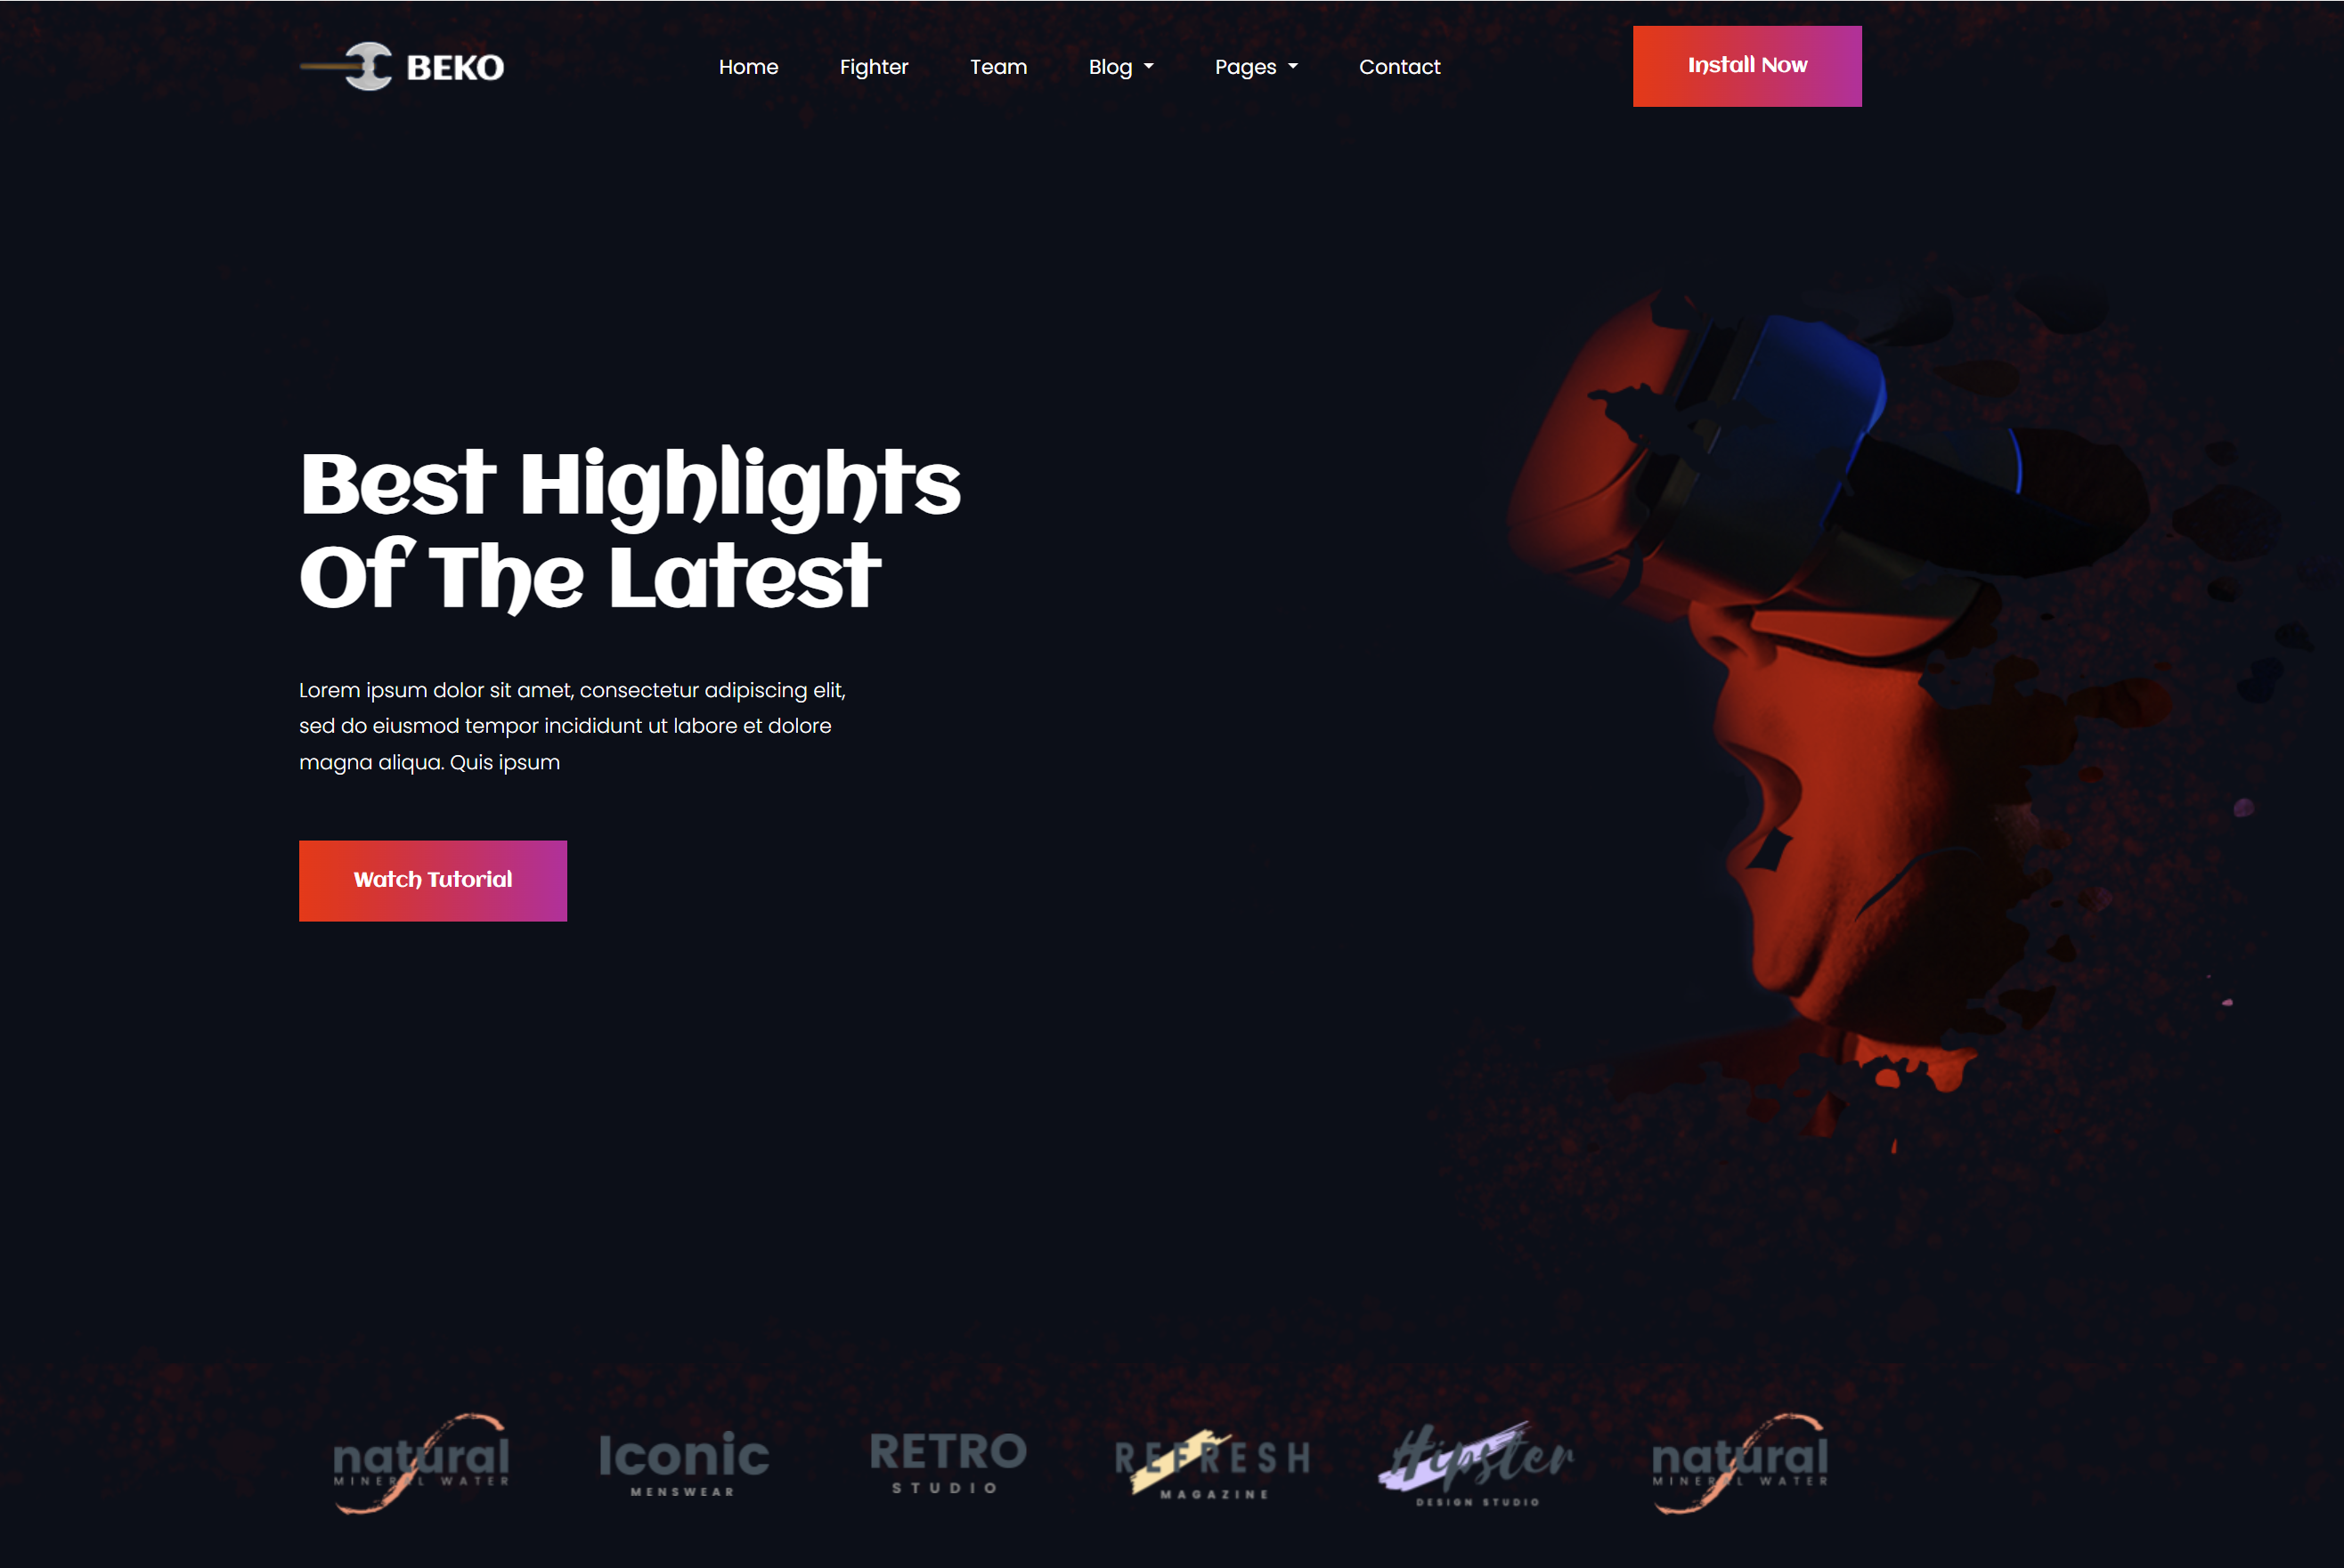 BEKO
Home Fighter Team Blog Pages Contact
Install Now
Best Highlights
Of The Latest
Lorem ipsum dolor sit amet, consectetur adipiscing elit,
sed do eiusmod tempor incididunt ut labore et dolore
magna aliqua. Quis ipsum
Watch Tutorial
natural
MINERAL WATER
Iconic
MENSWEAR
RETRO
STUDIO
REFRESH
MAGAZINE
Hipster
DESIGN STUDIO
natural
MINERAL WATER